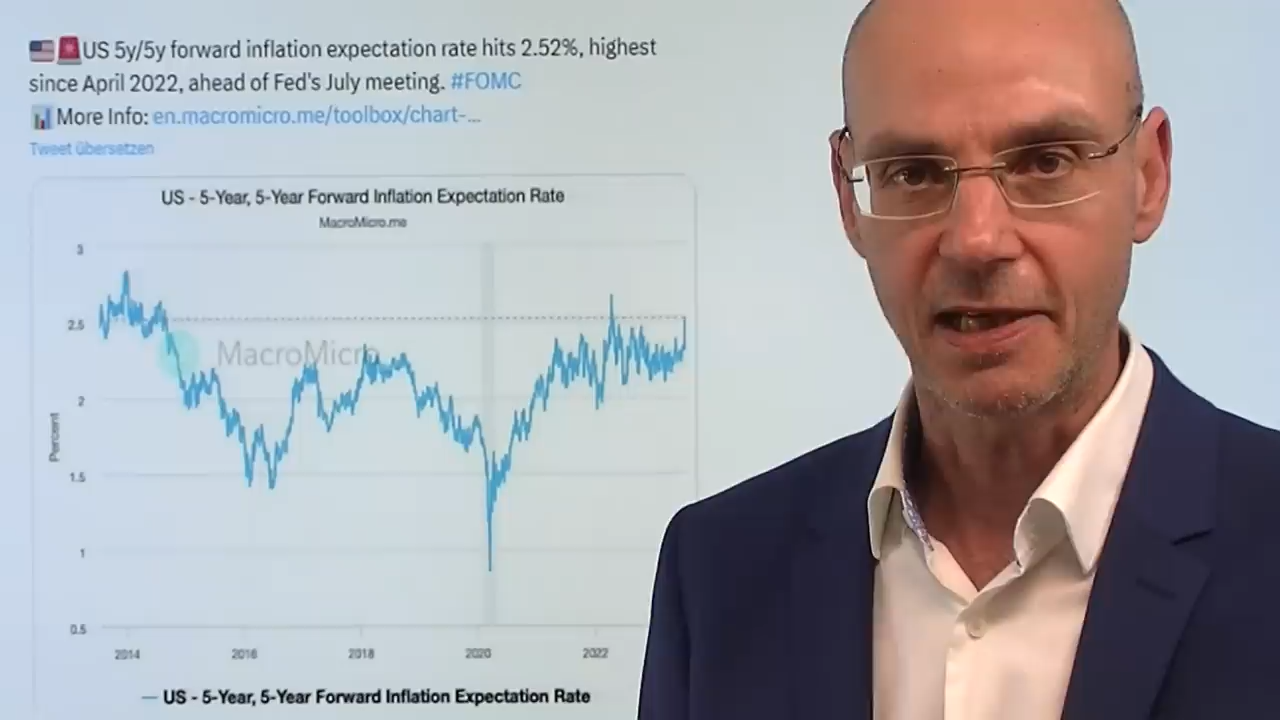 US 5y/5y forward inflation expectation rate hits 2.52%, highest
since April 2022, ahead of Fed's July meeting. #FOMC
More Info: en.macromicro.me/toolbox/chart-...
Tweet übersetzen
US - 5-Year, 5-Year Forward Inflation Expectation Rate
MacroMicro.me
3
2.5
MacroMicro
2
Percent
1.5
1
0.5
2014 2016 2018 2020 2022
US - 5-Year, 5-Year Forward Inflation Expectation Rate